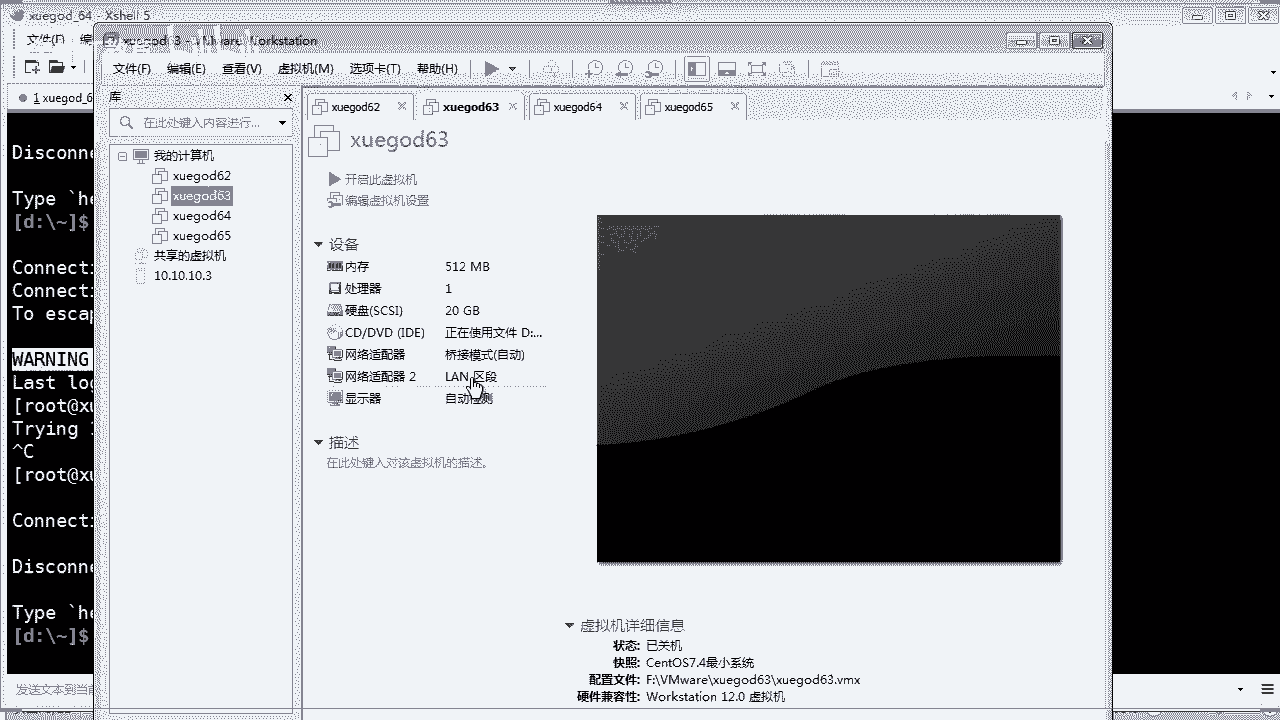 xuegod_64 - Xshell 5
xuegod63 - VMware Workstation
文件(F) 编辑(E) 查看(V) 虚拟机(M) 选项卡(T) 帮助(H)
1 xuegod_6
库
在此处键入内容进行...
我的计算机
xuegod62
xuegod63
xuegod64
xuegod65
共享的虚拟机
10.10.10.3
xuegod62 xuegod63 xuegod64 xuegod65
xuegod63
开启此虚拟机
编辑虚拟机设置
设备
内存 512 MB
处理器 1
硬盘(SCSI) 20 GB
CD/DVD (IDE) 正在使用文件 D:...
网络适配器 桥接模式(自动)
网络适配器 2 LAN 区段
显示器 自动检测
描述
在此处键入对该虚拟机的描述。
虚拟机详细信息
状态: 已关机
快照: CentOS7.4最小系统
配置文件: F:\VMware\xuegod63\xuegod63.vmx
硬件兼容性: Workstation 12.0 虚拟机
Disconne
Type `he
[d:\~]$
Connecti
Connecti
To escap
WARNING
Last log
[root@xu
Trying
^C
[root@xu
Connecti
Disconne
Type `he
[d:\~]$
发送文本到当前